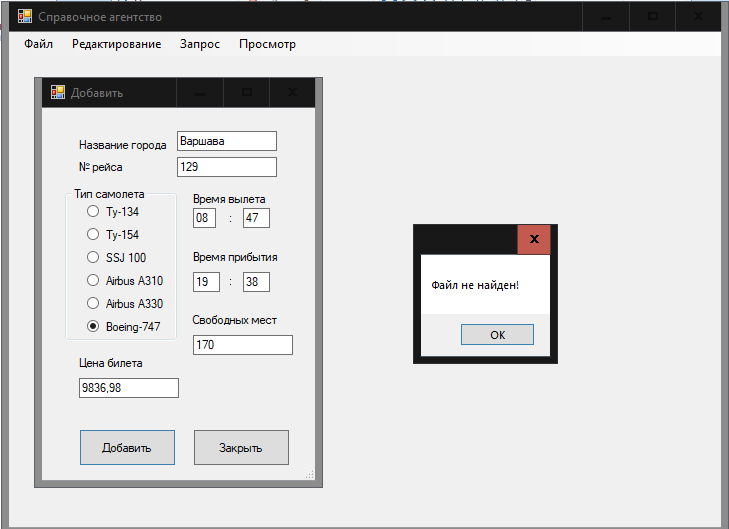 Справочное агентство
Файл Редактирование Запрос Просмотр
Добавить
Название города Варшава
№ рейса 129
Тип самолета
Ту-134
Ту-154
SSJ 100
Airbus A310
Airbus A330
Boeing-747
Время вылета
08 : 47
Время прибытия
19 : 38
Свободных мест
170
Цена билета
9836,98
Добавить Закрыть
Файл не найден!
ОК